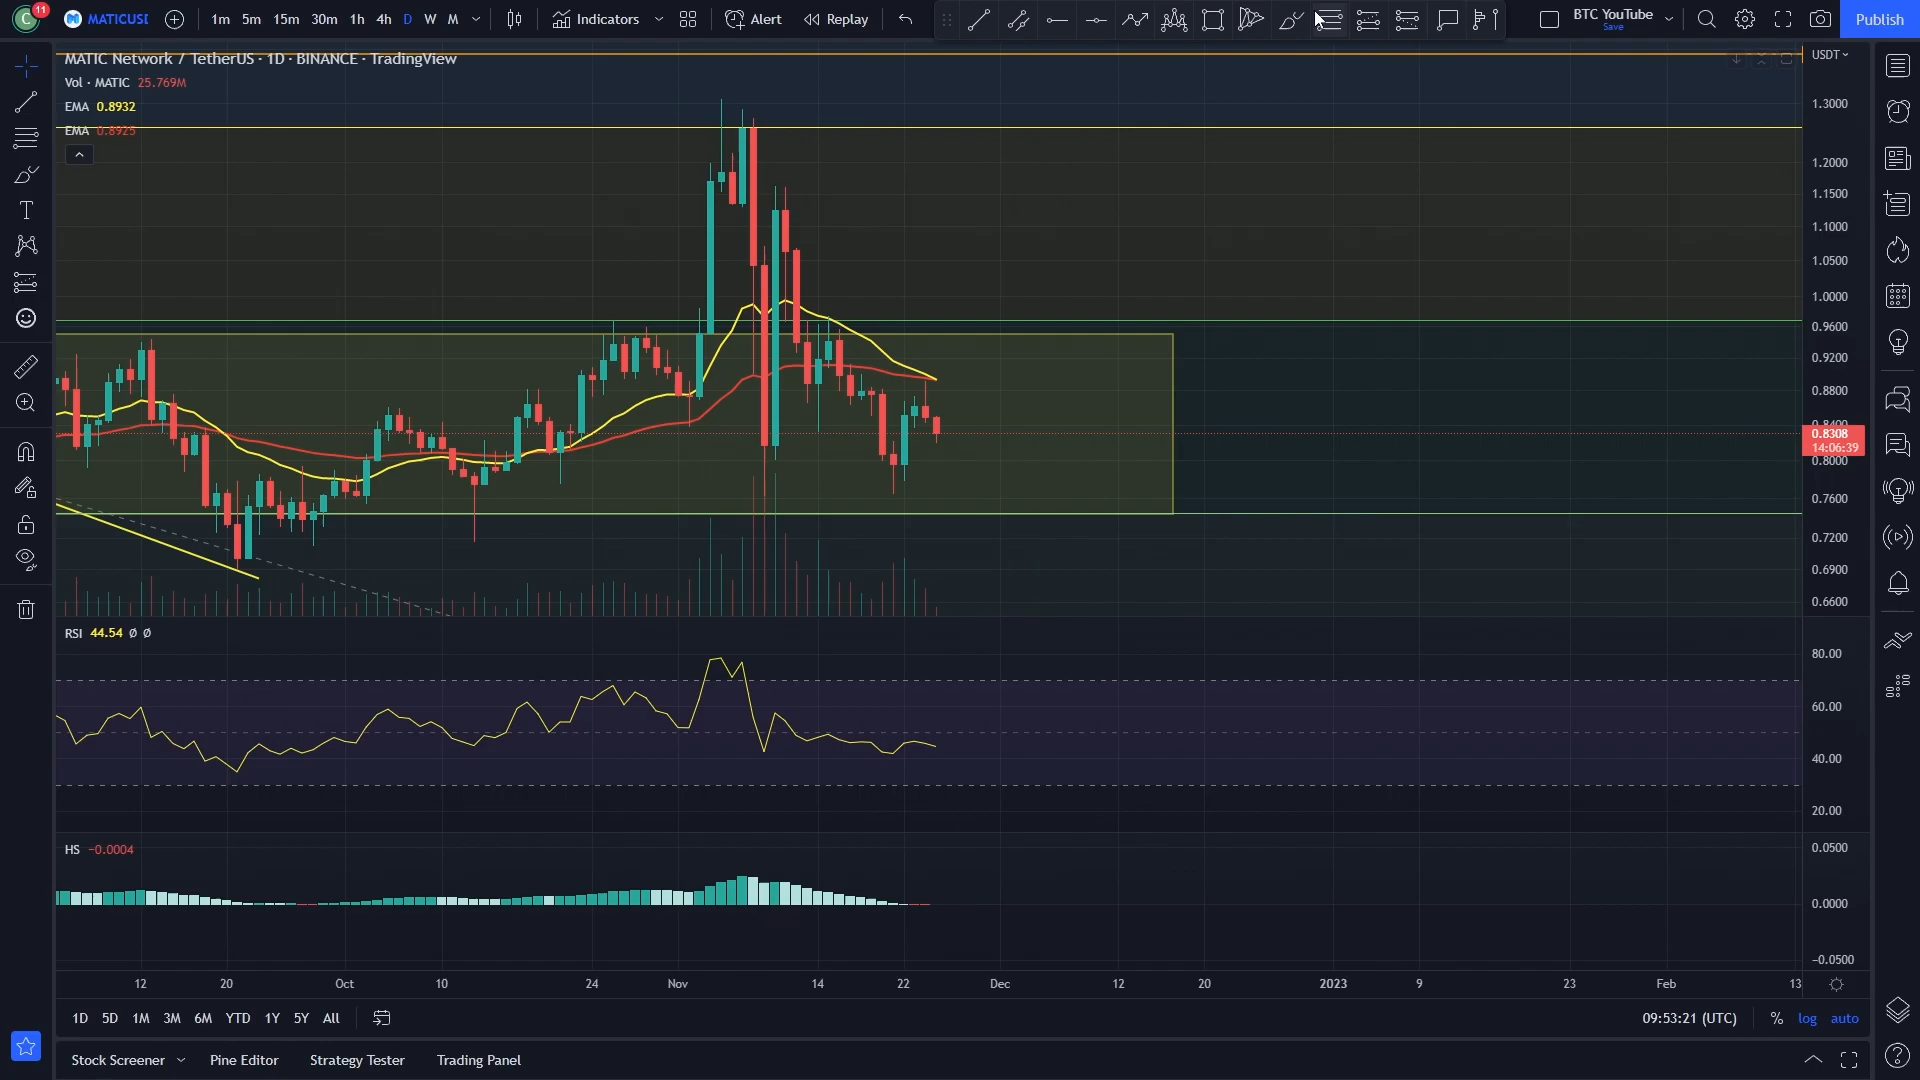 C 11 MATICUSI 1m 5m 15m 30m 1h 4h D W M Indicators Alert Replay BTC YouTube Save Publish
MATIC Network / TetherUS · 1D · BINANCE · TradingView USDT
Vol · MATIC 25.769M
EMA 0.8932
EMA 0.8925
1.3000
1.2000
1.1500
1.1000
1.0500
1.0000
0.9600
0.9200
0.8800
0.8400
0.8308
14:06:39
0.8000
0.7600
0.7200
0.6900
0.6600
RSI 44.54 Ø Ø
80.00
60.00
40.00
20.00
HS −0.0004
0.0500
0.0000
−0.0500
12 20 Oct 10 24 Nov 14 22 Dec 12 20 2023 9 23 Feb 13
1D 5D 1M 3M 6M YTD 1Y 5Y All 09:53:21 (UTC) % log auto
Stock Screener Pine Editor Strategy Tester Trading Panel